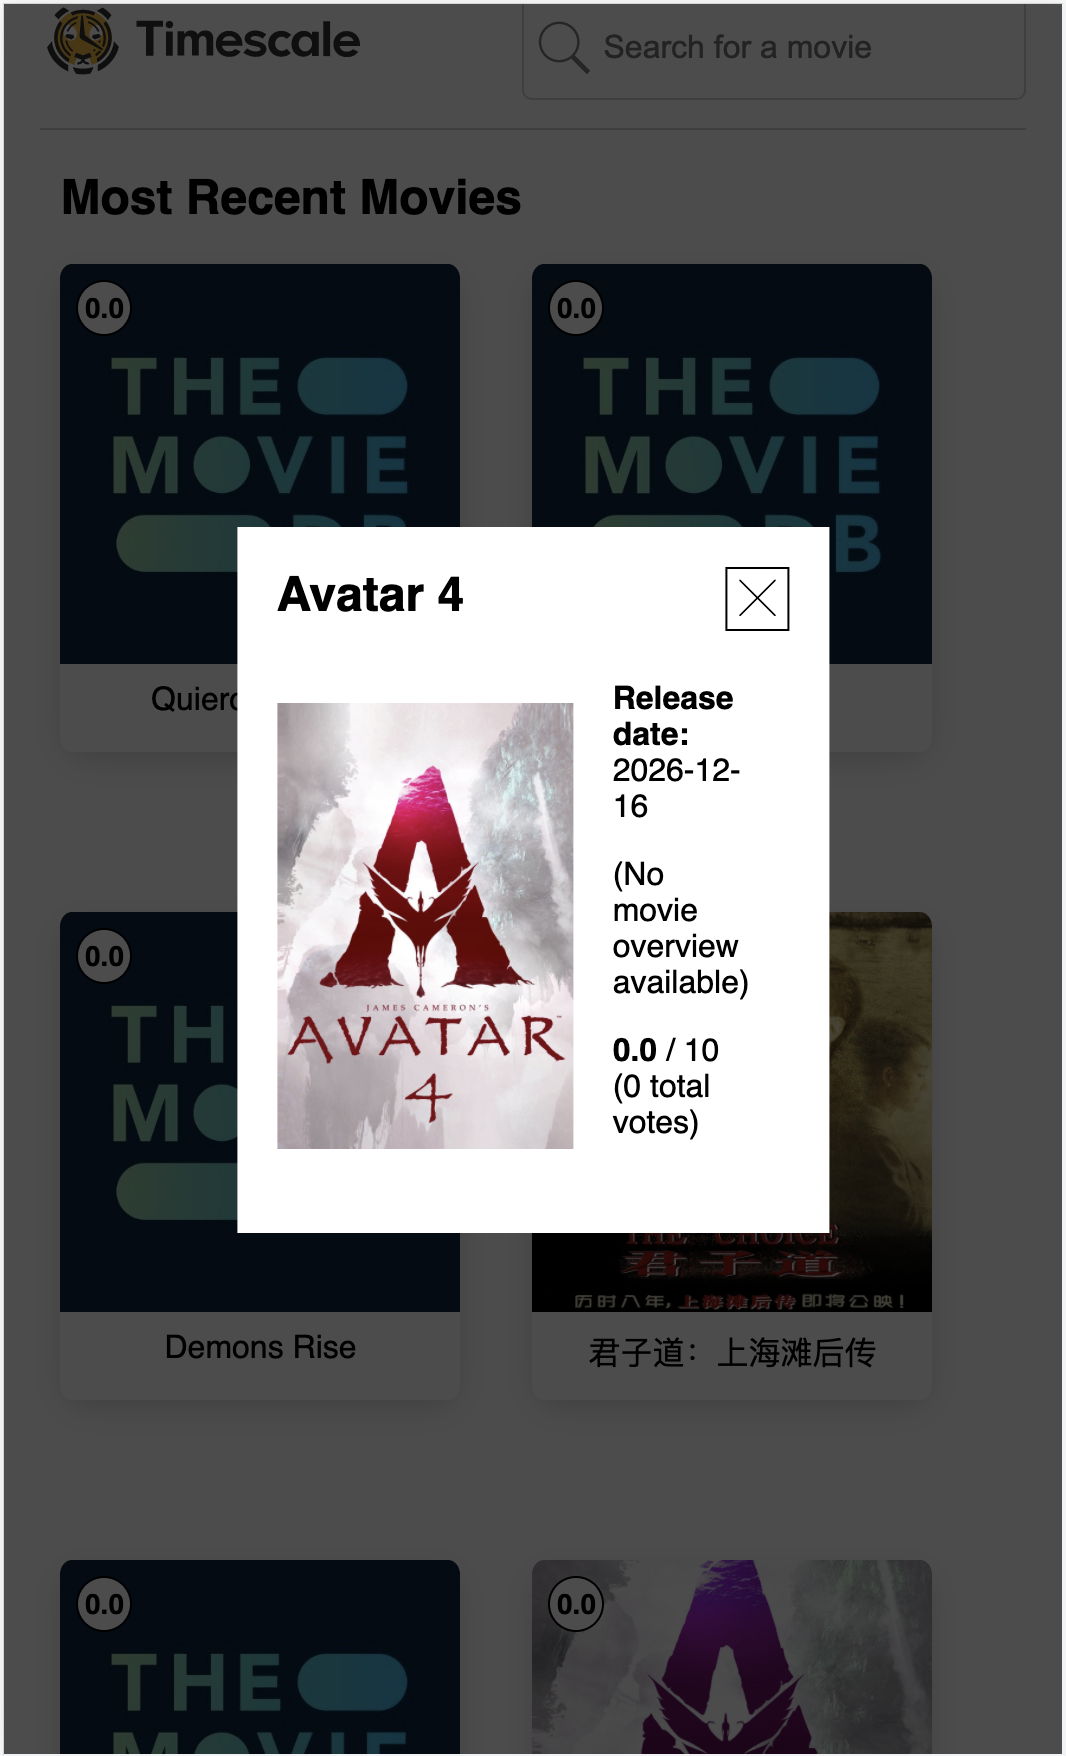 Timescale
Search for a movie
Most Recent Movies
0.0
0.0
THE
MOVIE
THE
MOVIE
DB
Avatar 4
Release
date:
2026-12-
16
(No
movie
overview
available)
0.0 / 10
(0 total
votes)
JAMES CAMERON'S
AVATAR™
4
0.0
TH
M
THE CHOICE
君子道
历时八年,上海滩后传即将公映!
Demons Rise
君子道：上海滩后传
0.0
0.0
THE
MOVIE